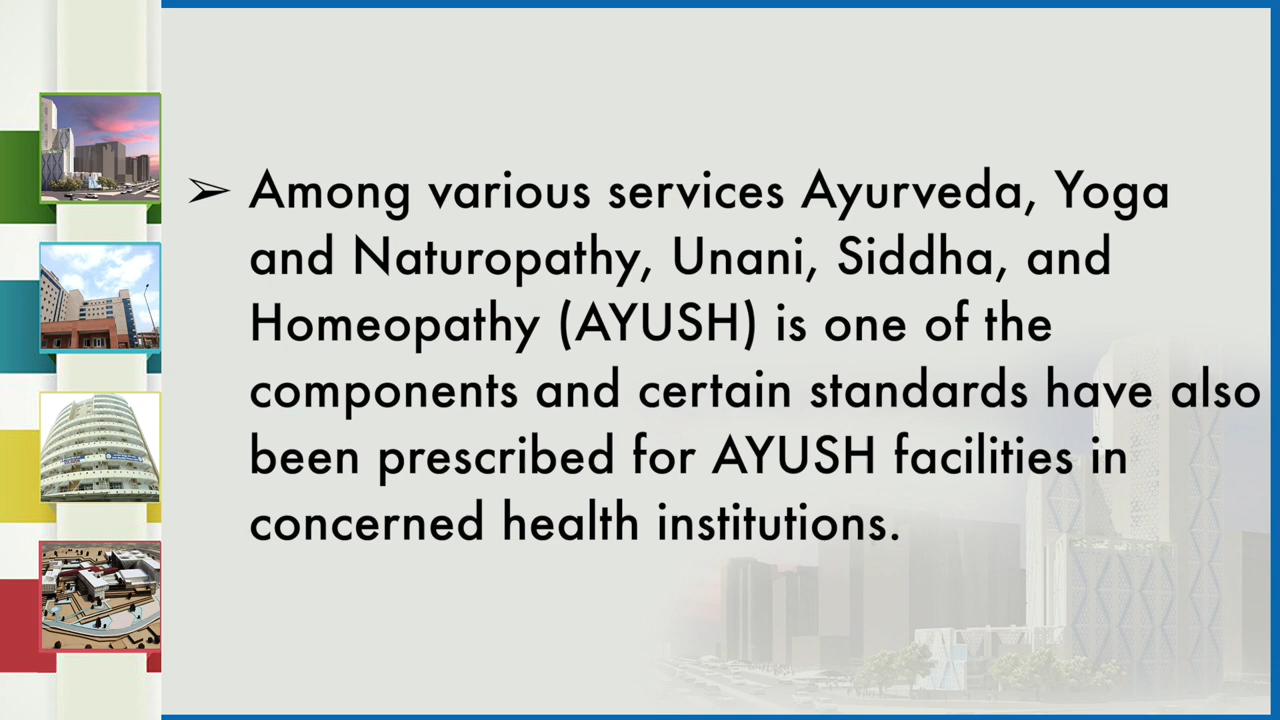 ➢ Among various services Ayurveda, Yoga
and Naturopathy, Unani, Siddha, and
Homeopathy (AYUSH) is one of the
components and certain standards have also
been prescribed for AYUSH facilities in
concerned health institutions.